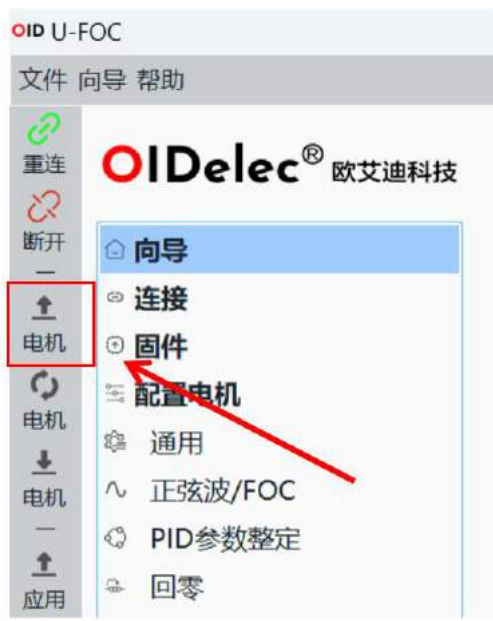 OID U-FOC
文件 向导 帮助
重连
断开
电机
电机
电机
应用
OIDelec® 欧艾迪科技
向导
连接
固件
配置电机
通用
正弦波/FOC
PID参数整定
回零